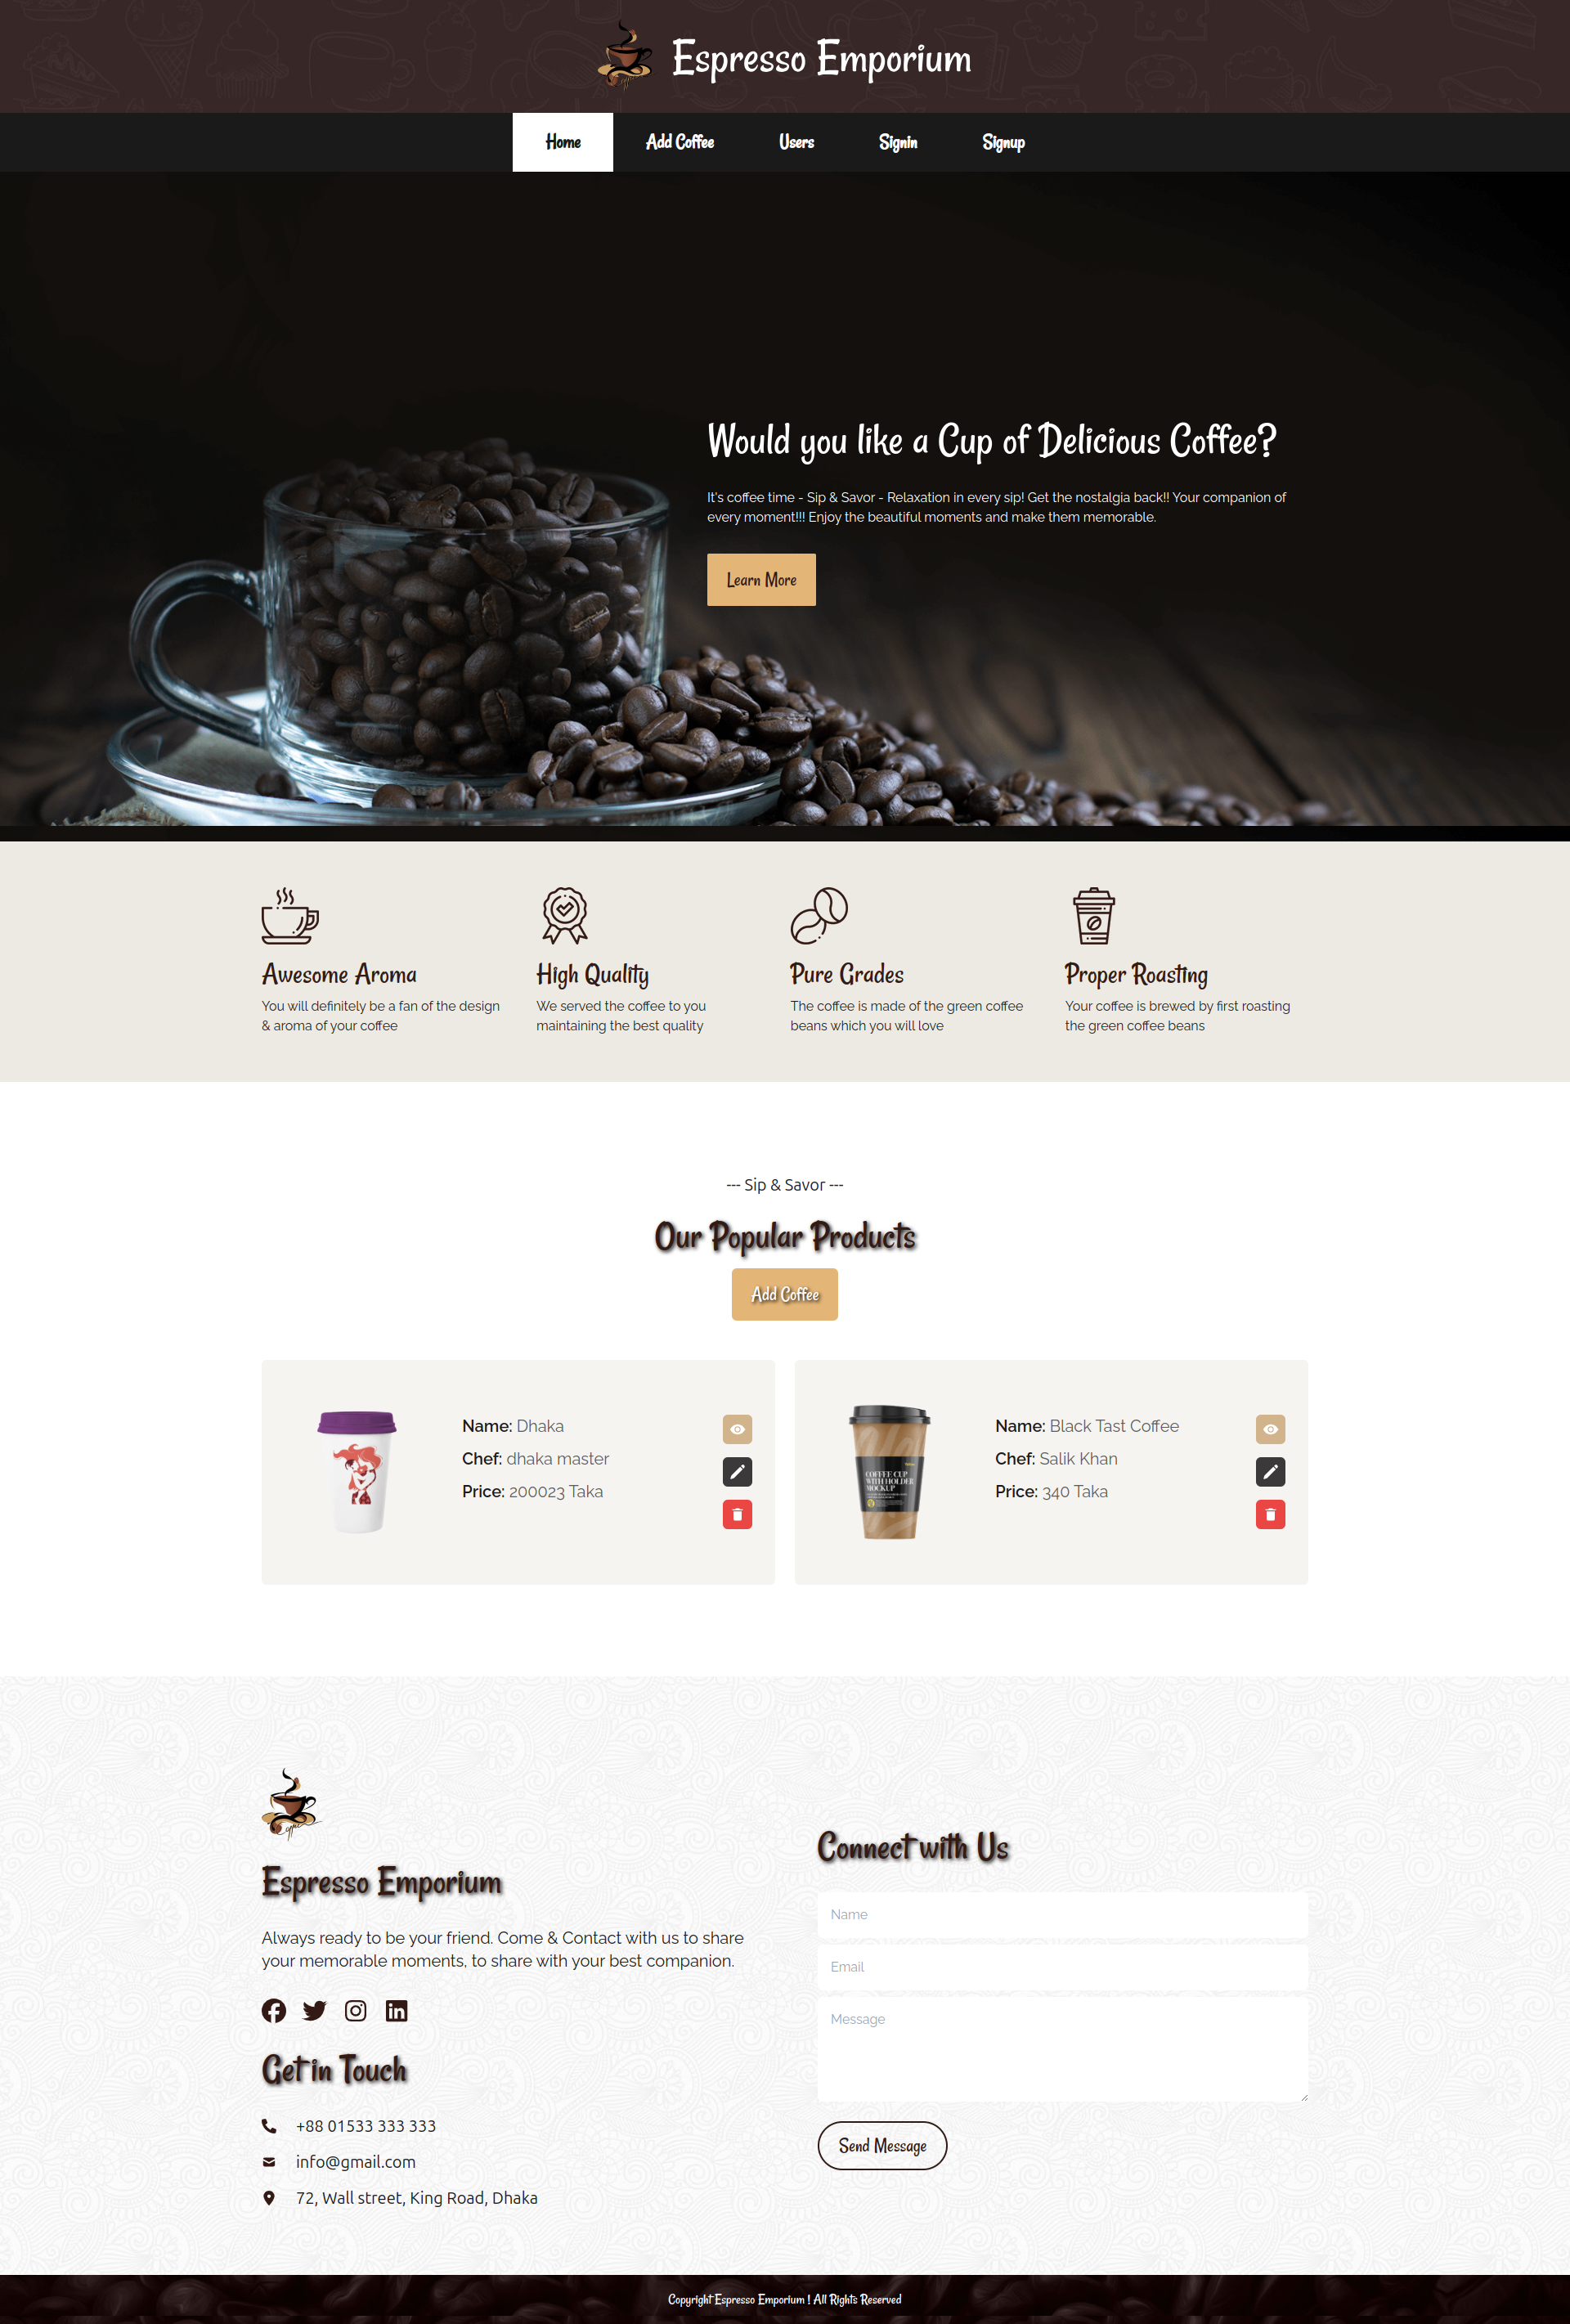 Espresso Emporium
Home
Add Coffee
Users
Signin
Signup
Would you like a Cup of Delicious Coffee?
It's coffee time - Sip & Savor - Relaxation in every sip! Get the nostalgia back!! Your companion of
every moment!!! Enjoy the beautiful moments and make them memorable.
Learn More
Awesome Aroma
You will definitely be a fan of the design
& aroma of your coffee
High Quality
We served the coffee to you
maintaining the best quality
Pure Grades
The coffee is made of the green coffee
beans which you will love
Proper Roasting
Your coffee is brewed by first roasting
the green coffee beans
--- Sip & Savor ---
Our Popular Products
Add Coffee
Name: Dhaka
Chef: dhaka master
Price: 200023 Taka
COFFEE CUP
WITH HOLDER
MOCKUP
Name: Black Tast Coffee
Chef: Salik Khan
Price: 340 Taka
Espresso Emporium
Always ready to be your friend. Come & Contact with us to share
your memorable moments, to share with your best companion.
Get in Touch
+88 01533 333 333
info@gmail.com
72, Wall street, King Road, Dhaka
Connect with Us
Name
Email
Message
Send Message
Copyright Espresso Emporium ! All Rights Reserved